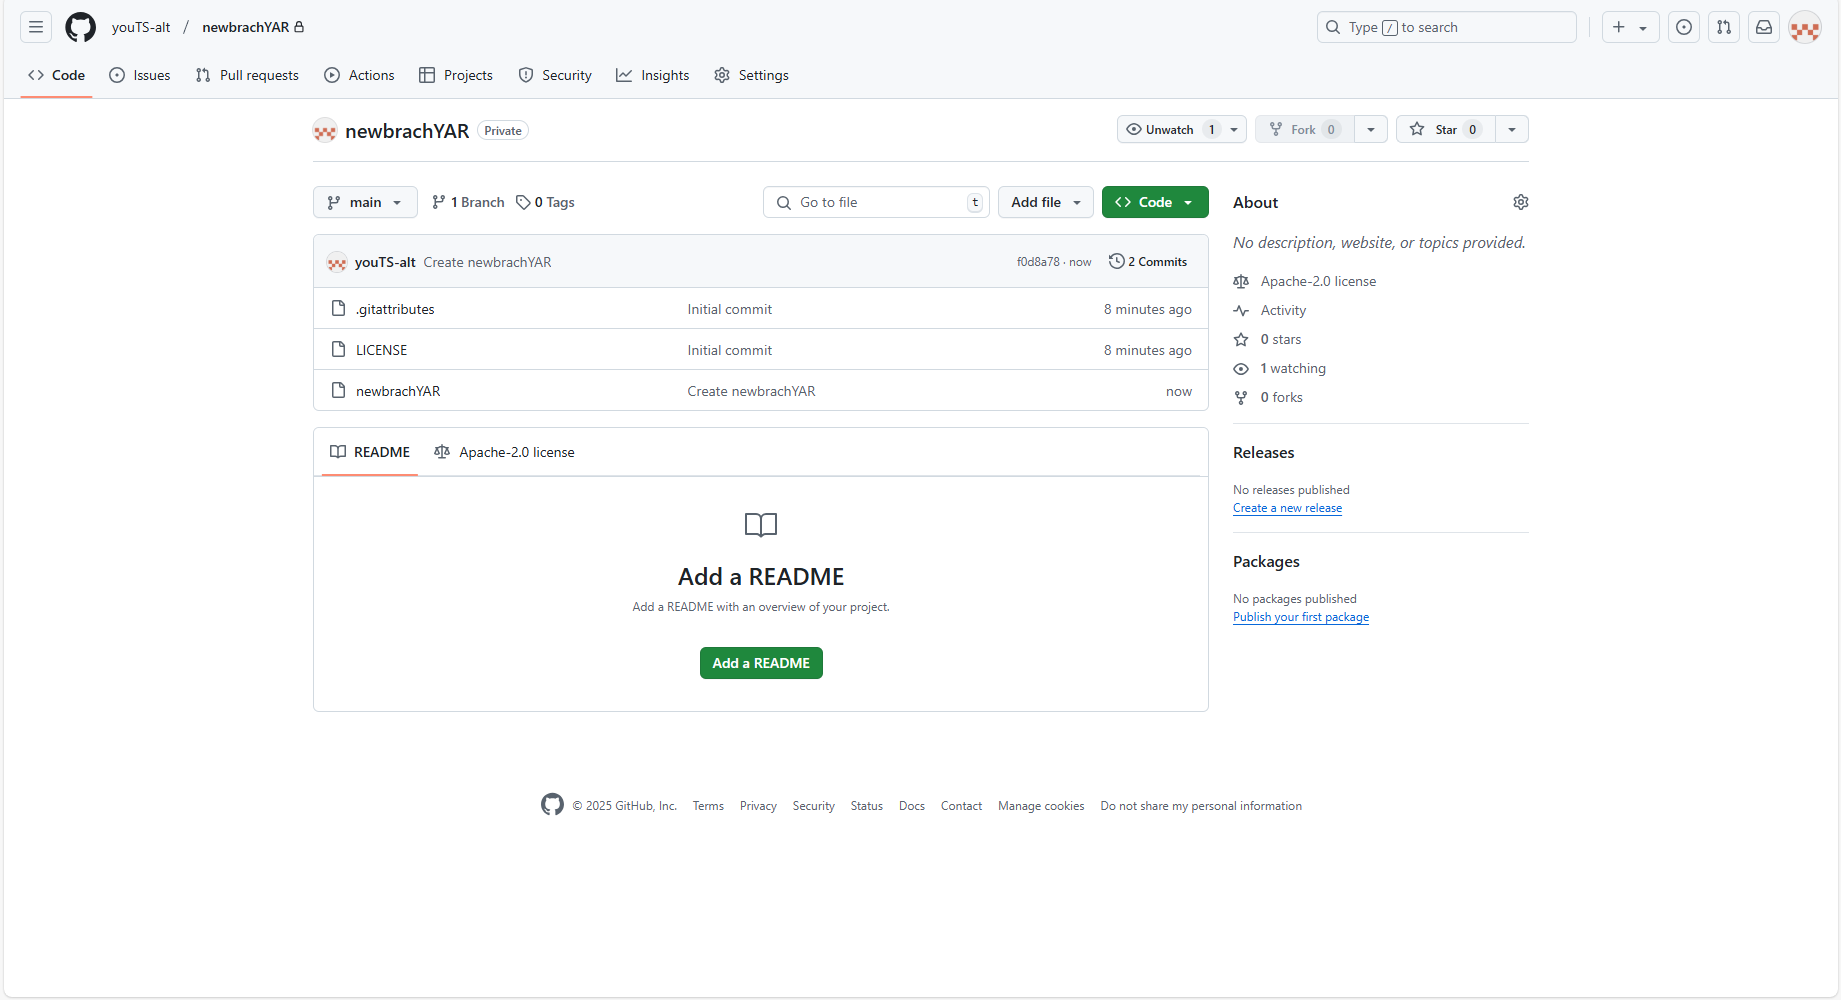 youTS-alt / newbrachYAR
Type / to search
Code Issues Pull requests Actions Projects Security Insights Settings
newbrachYAR Private
Unwatch 1 Fork 0 Star 0
main 1 Branch 0 Tags Go to file t Add file Code
youTS-alt Create newbrachYAR f0d8a78 · now 2 Commits
.gitattributes Initial commit 8 minutes ago
LICENSE Initial commit 8 minutes ago
newbrachYAR Create newbrachYAR now
README Apache-2.0 license
Add a README
Add a README with an overview of your project.
Add a README
About
No description, website, or topics provided.
Apache-2.0 license
Activity
0 stars
1 watching
0 forks
Releases
No releases published
Create a new release
Packages
No packages published
Publish your first package
© 2025 GitHub, Inc. Terms Privacy Security Status Docs Contact Manage cookies Do not share my personal information